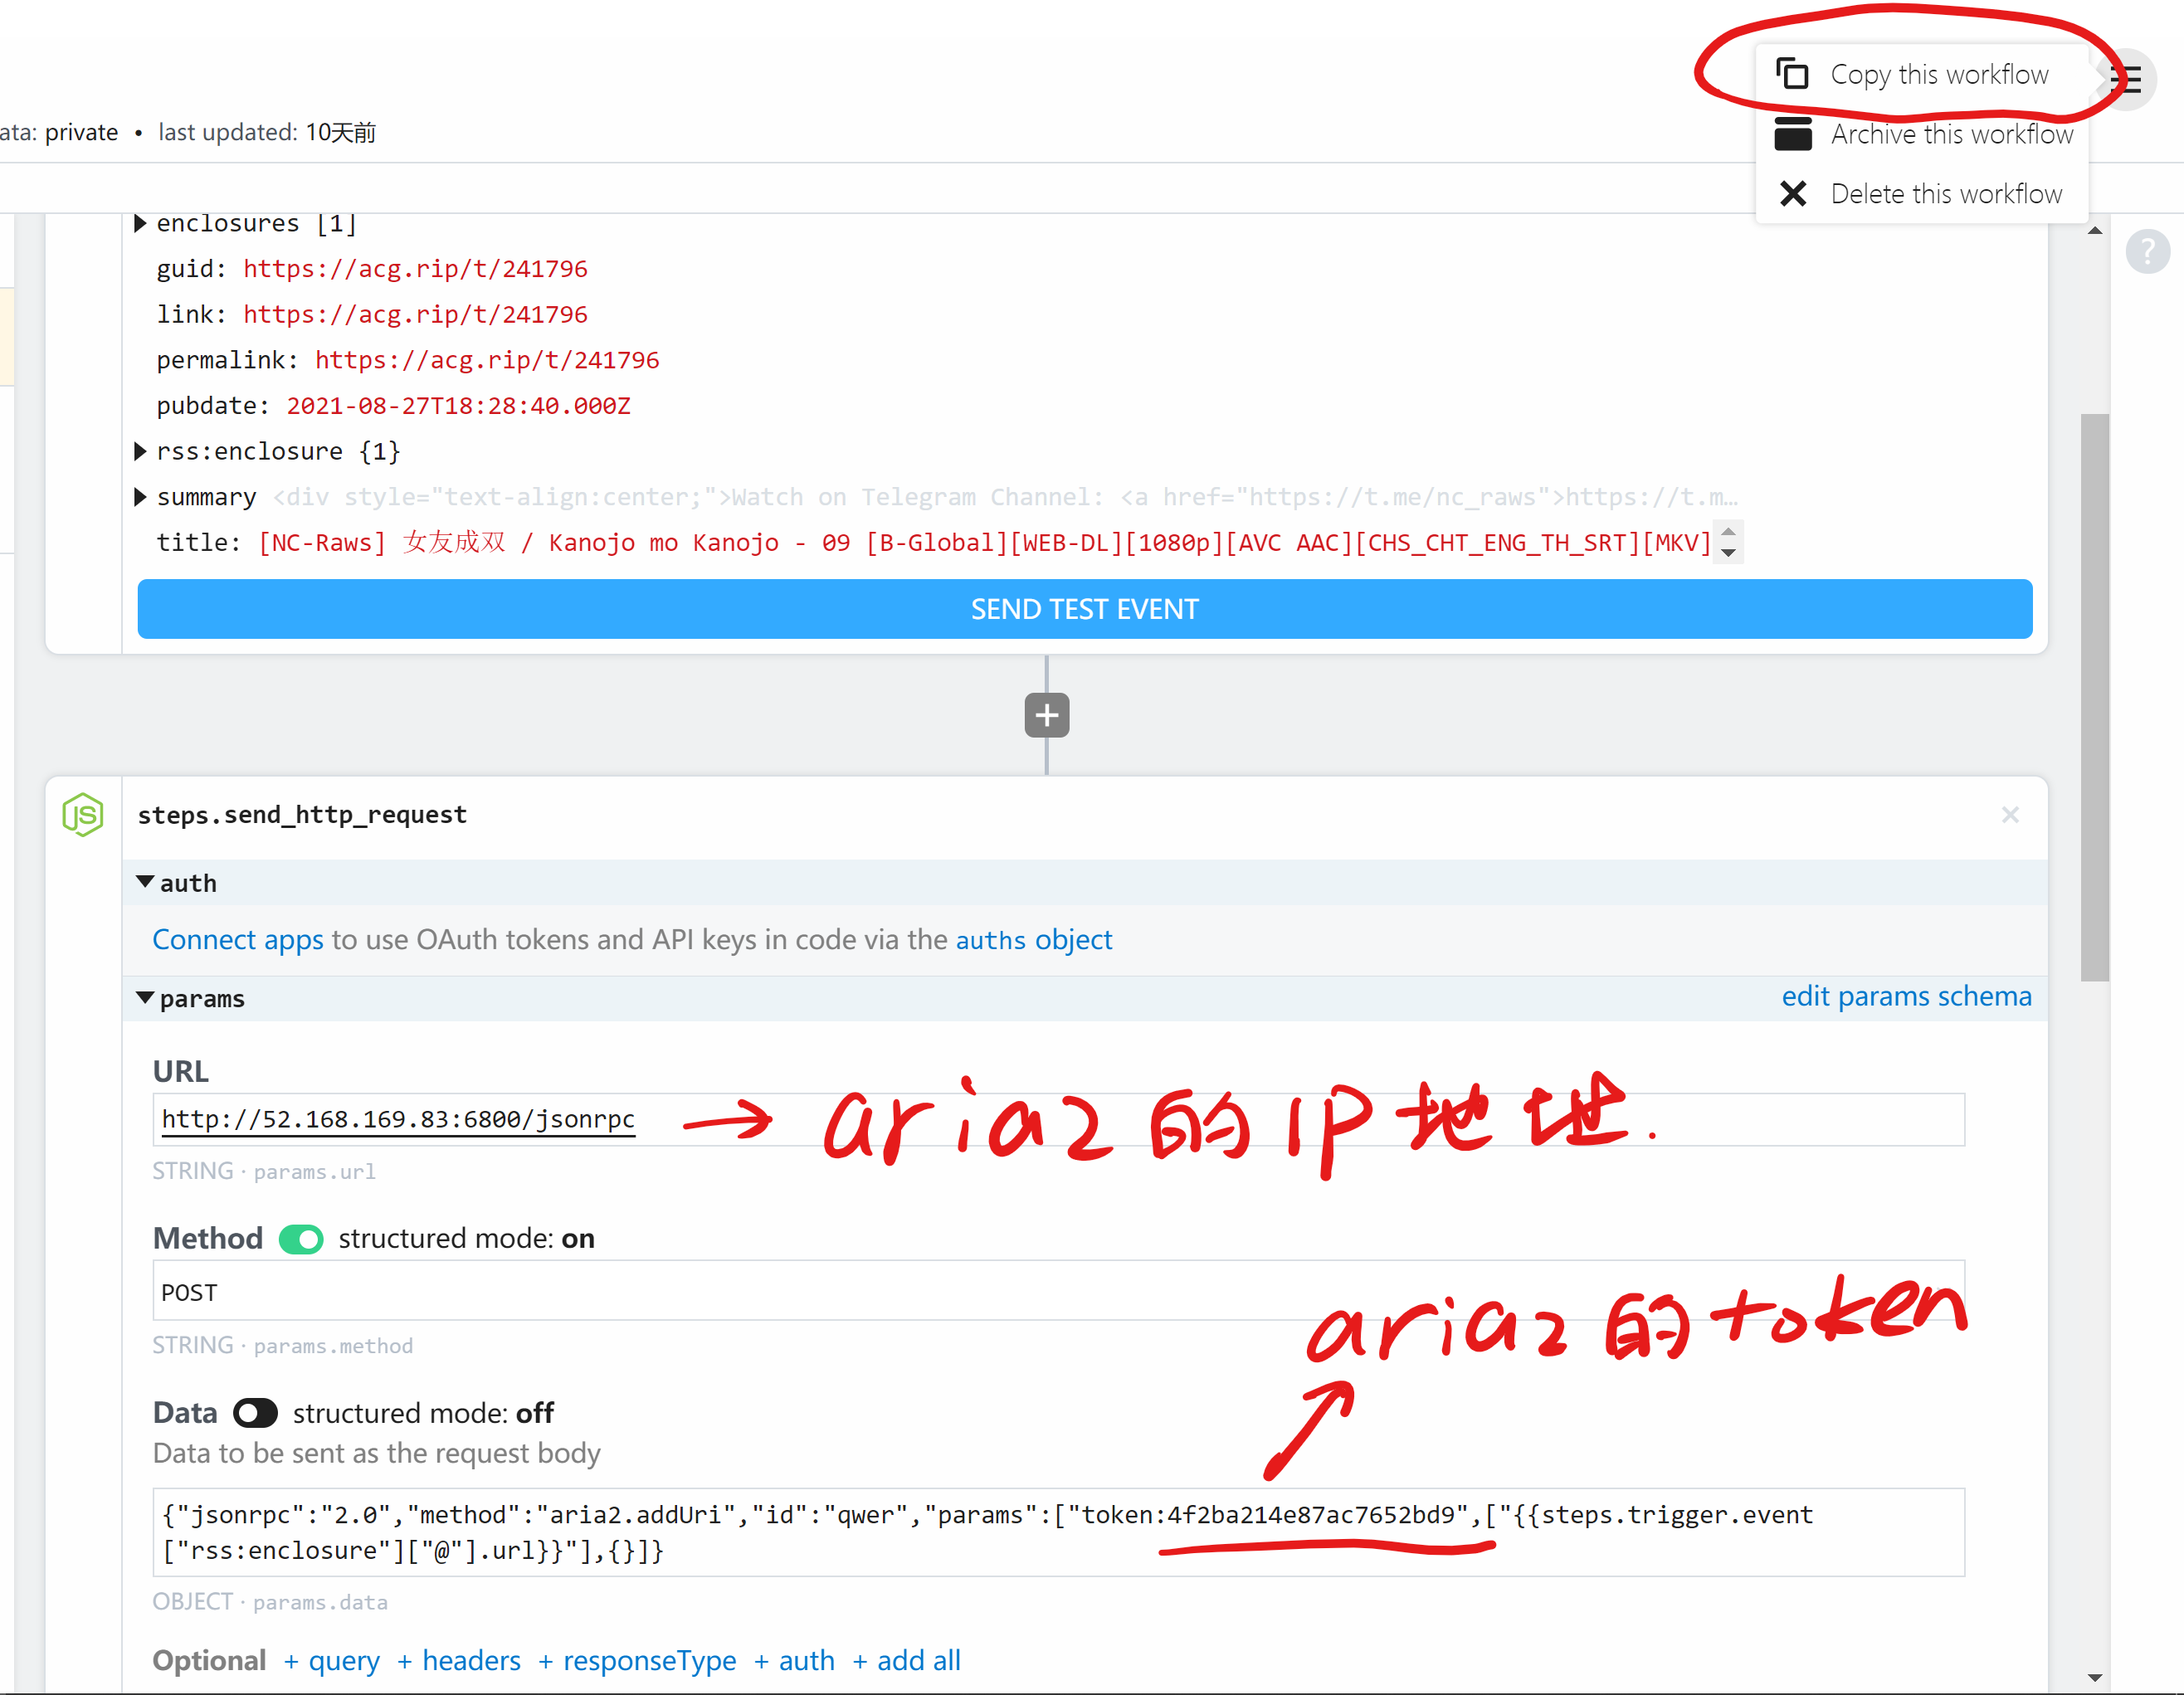 Copy this workflow
Archive this workflow
Delete this workflow
ata: private • last updated: 10天前
enclosures [1]
guid: https://acg.rip/t/241796
link: https://acg.rip/t/241796
permalink: https://acg.rip/t/241796
pubdate: 2021-08-27T18:28:40.000Z
rss:enclosure {1}
summary <div style="text-align:center;">Watch on Telegram Channel: <a href="https://t.me/nc_raws">https://t.m…
title: [NC-Raws] 女友成双 / Kanojo mo Kanojo - 09 [B-Global][WEB-DL][1080p][AVC AAC][CHS_CHT_ENG_TH_SRT][MKV]
SEND TEST EVENT
steps.send_http_request
auth
Connect apps to use OAuth tokens and API keys in code via the auths object
params
edit params schema
URL
http://52.168.169.83:6800/jsonrpc → aria2 的 IP 地址.
STRING · params.url
Method structured mode: on
POST
aria2 的 token
STRING · params.method
Data structured mode: off
Data to be sent as the request body
{"jsonrpc":"2.0","method":"aria2.addUri","id":"qwer","params":["token:4f2ba214e87ac7652bd9",["{{steps.trigger.event
["rss:enclosure"]["@"].url}}"],{}]}
OBJECT · params.data
Optional + query + headers + responseType + auth + add all